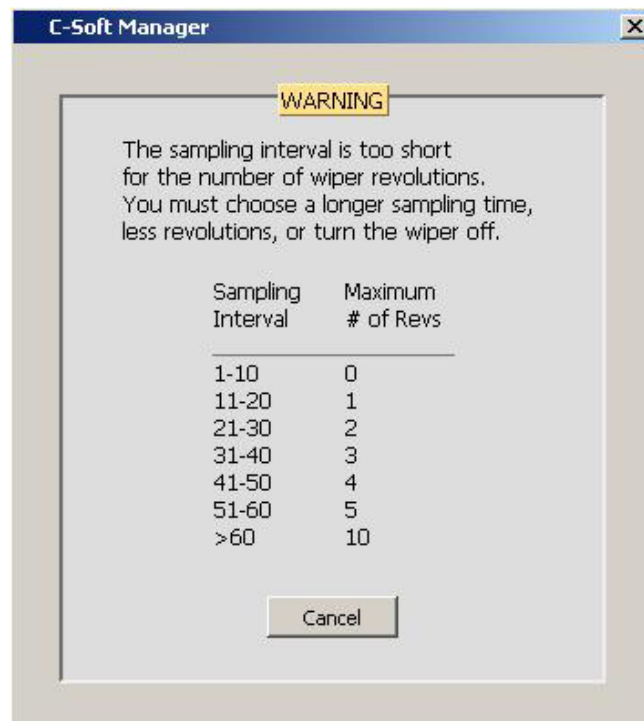 C-Soft Manager
WARNING
The sampling interval is too short
for the number of wiper revolutions.
You must choose a longer sampling time,
less revolutions, or turn the wiper off.
Sampling Maximum
Interval # of Revs
1-10 0
11-20 1
21-30 2
31-40 3
41-50 4
51-60 5
>60 10
Cancel